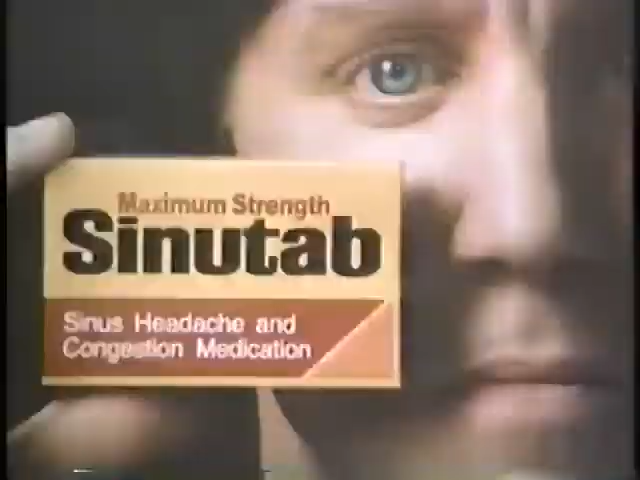 Maximum Strength
Sinutab
Sinus Headache and
Congestion Medication